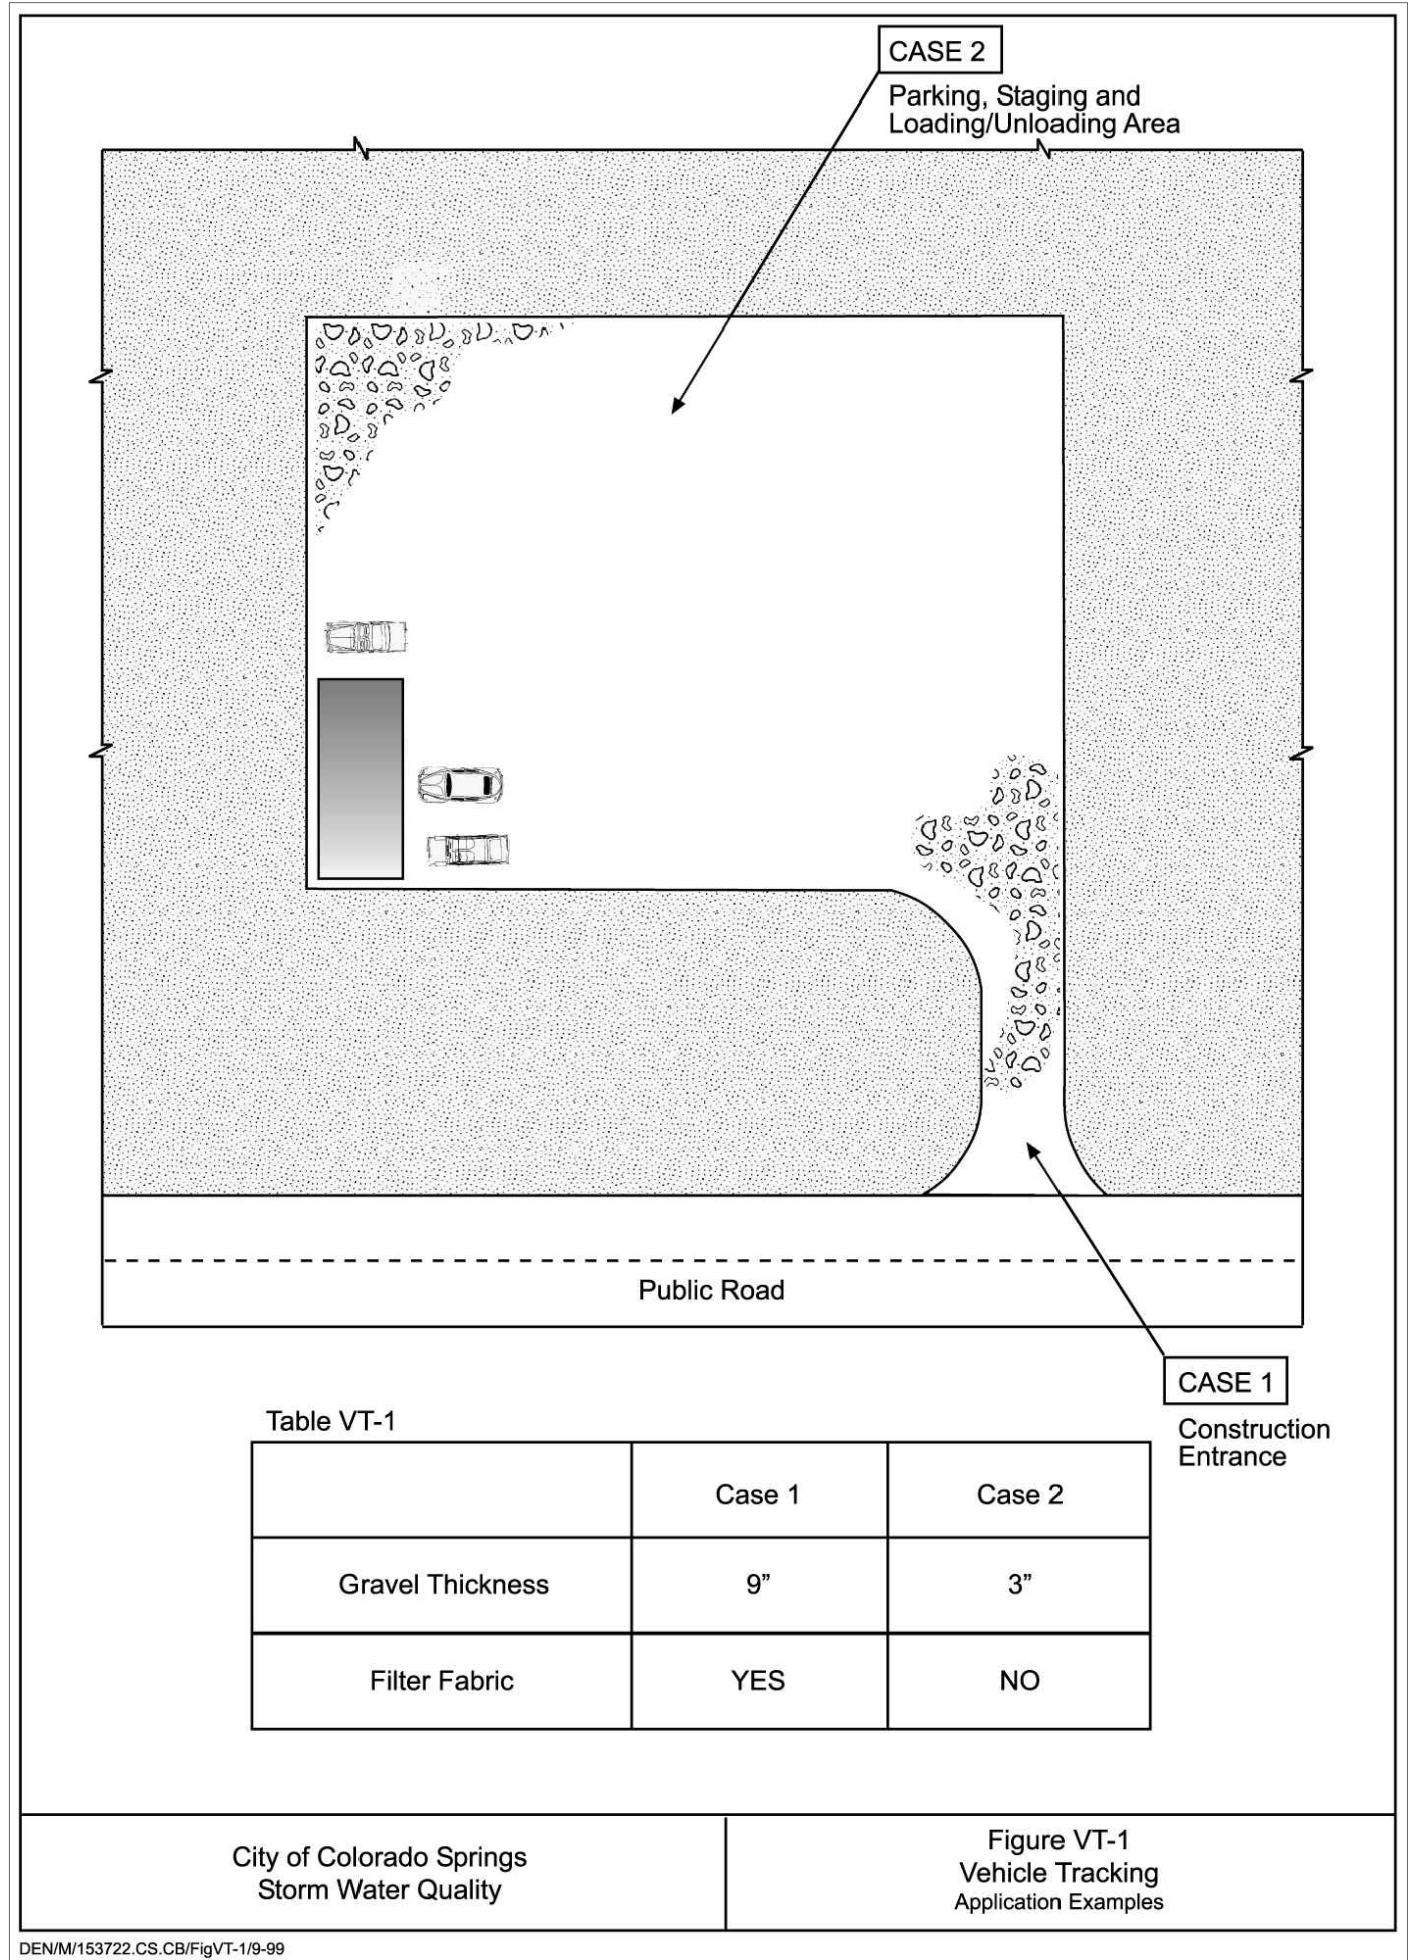 CASE 2
Parking, Staging and
Loading/Unloading Area
Public Road
CASE 1
Construction
Entrance
Table VT-1
Case 1 Case 2
Gravel Thickness 9” 3”
Filter Fabric YES NO
City of Colorado Springs
Storm Water Quality
Figure VT-1
Vehicle Tracking
Application Examples
DEN/M/153722.CS.CB/FigVT-1/9-99